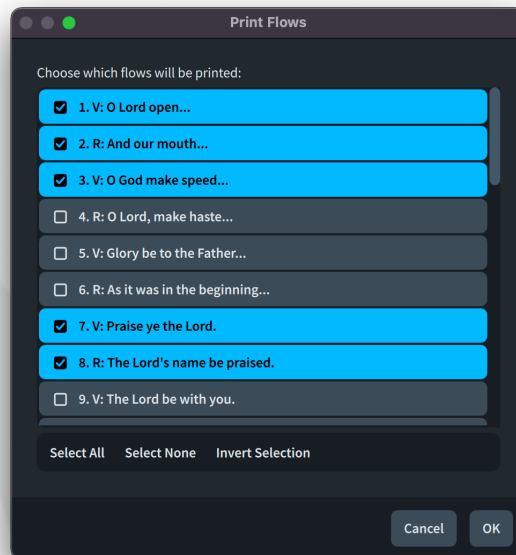 Print Flows
Choose which flows will be printed:
1. V: O Lord open...
2. R: And our mouth...
3. V: O God make speed...
4. R: O Lord, make haste...
5. V: Glory be to the Father...
6. R: As it was in the beginning...
7. V: Praise ye the Lord.
8. R: The Lord's name be praised.
9. V: The Lord be with you.
Select All Select None Invert Selection
Cancel OK